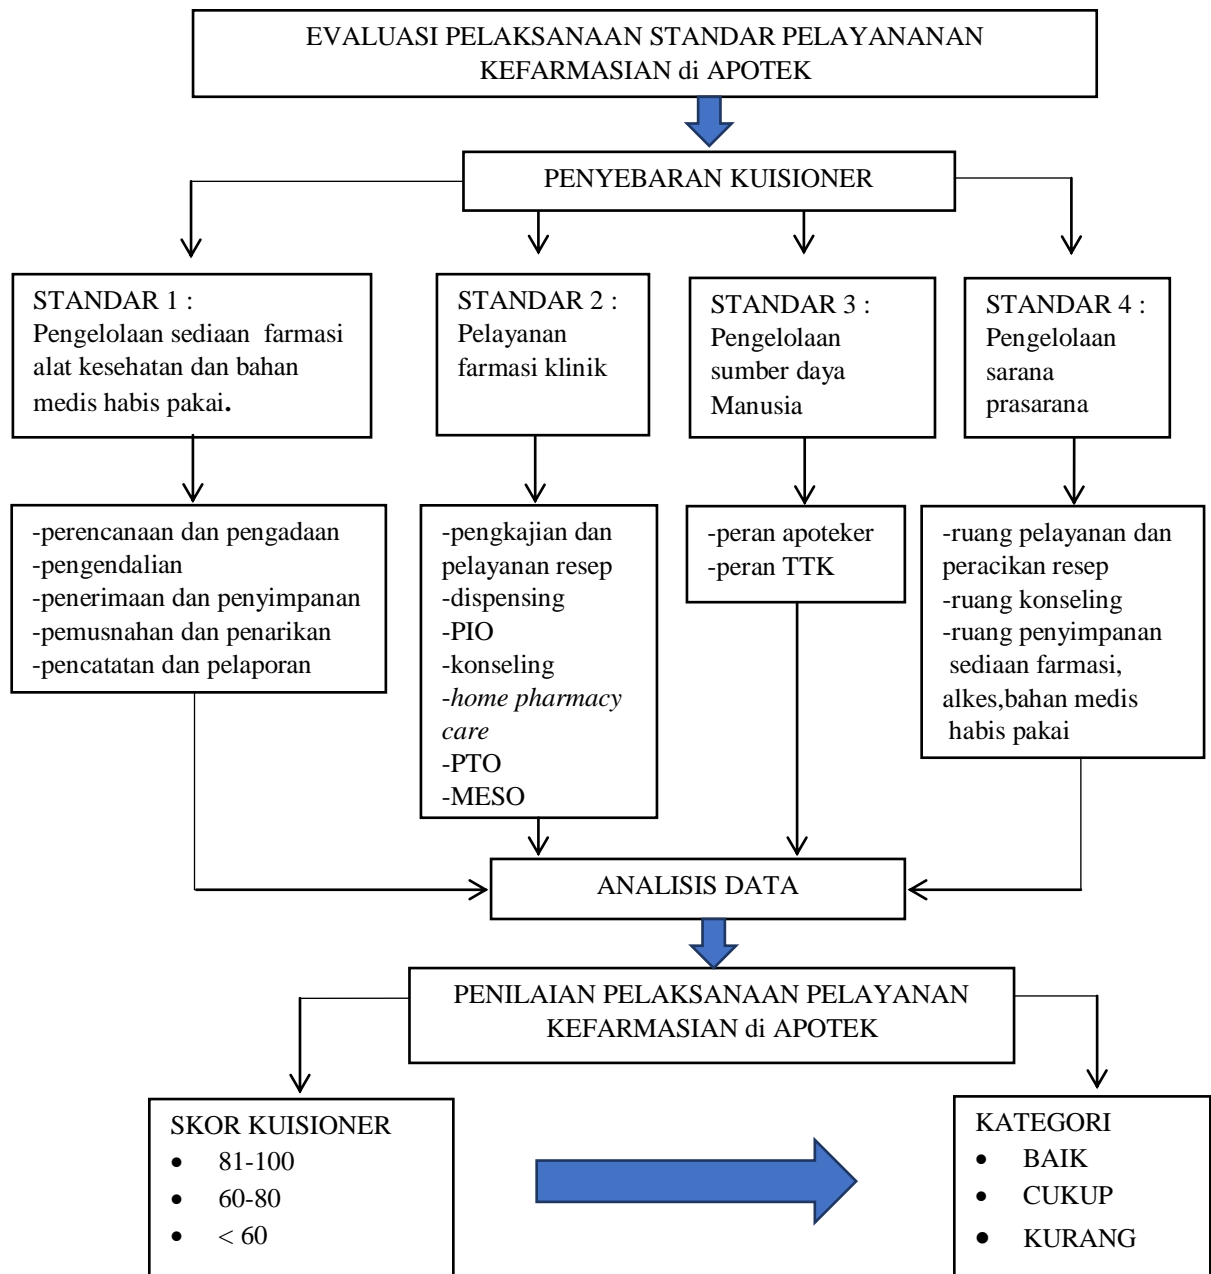 EVALUASI PELAKSANAAN STANDAR PELAYANANAN
KEFARMASIAN di APOTEK
PENYEBARAN KUISIONER
STANDAR 1 :
Pengelolaan sediaan farmasi
alat kesehatan dan bahan
medis habis pakai.
STANDAR 2 :
Pelayanan
farmasi klinik
STANDAR 3 :
Pengelolaan
sumber daya
Manusia
STANDAR 4 :
Pengelolaan
sarana
prasarana
-perencanaan dan pengadaan
-pengendalian
-penerimaan dan penyimpanan
-pemusnahan dan penarikan
-pencatatan dan pelaporan
-pengkajian dan
pelayanan resep
-dispensing
-PIO
-konseling
-home pharmacy
care
-PTO
-MESO
-peran apoteker
-peran TTK
-ruang pelayanan dan
peracikan resep
-ruang konseling
-ruang penyimpanan
sediaan farmasi,
alkes,bahan medis
habis pakai
ANALISIS DATA
PENILAIAN PELAKSANAAN PELAYANAN
KEFARMASIAN di APOTEK
SKOR KUISIONER
• 81-100
• 60-80
• < 60
KATEGORI
• BAIK
• CUKUP
• KURANG